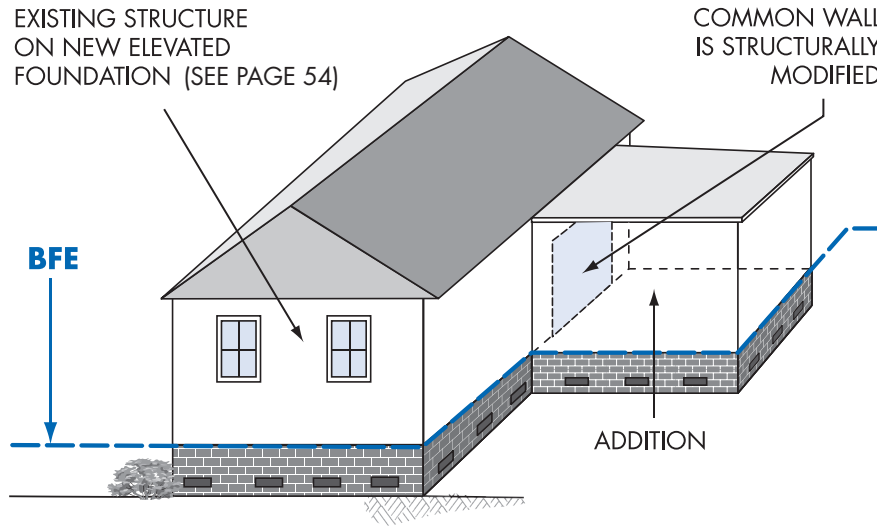 EXISTING STRUCTURE
ON NEW ELEVATED
FOUNDATION (SEE PAGE 54)
COMMON WALL
IS STRUCTURALLY
MODIFIED
BFE
ADDITION